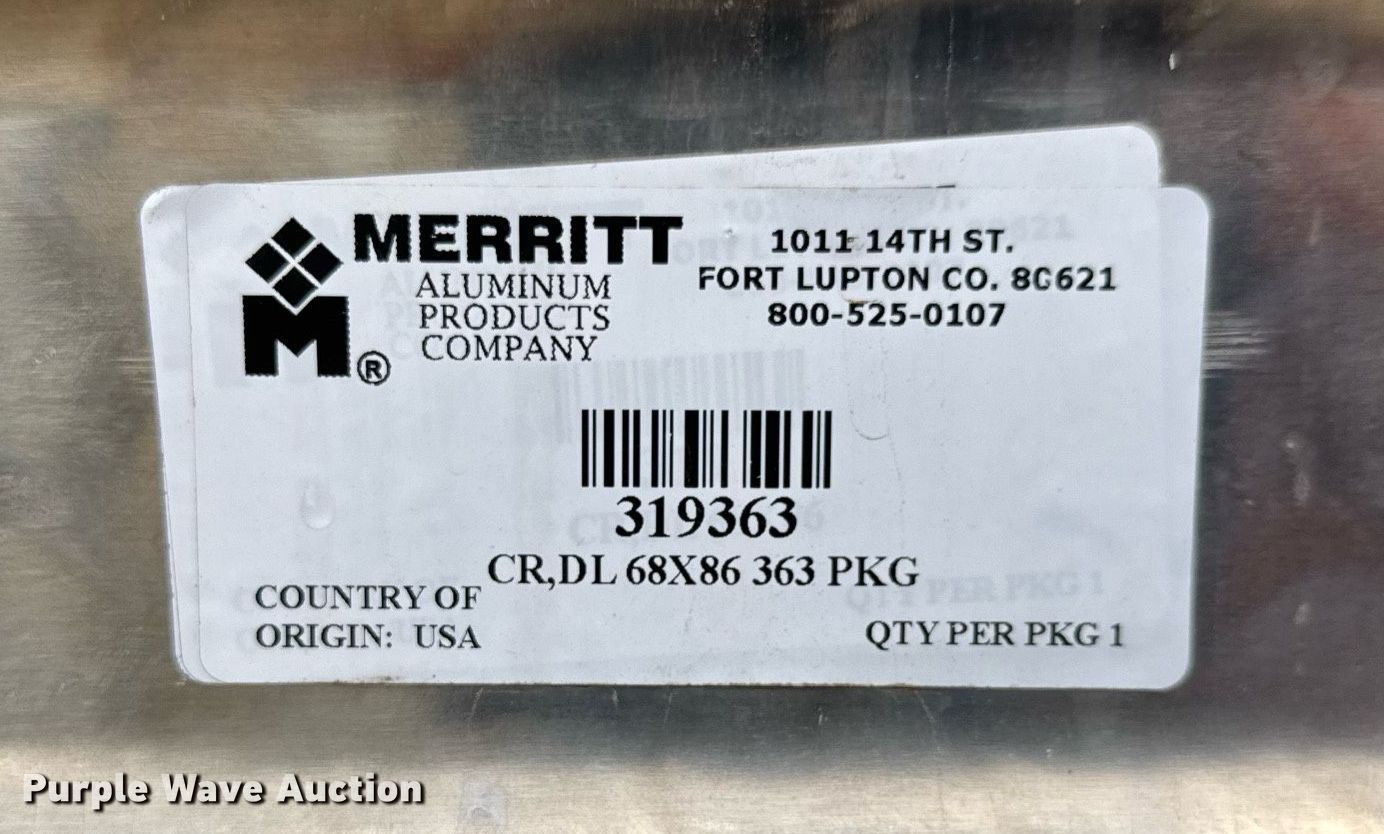 MERRITT
ALUMINUM
PRODUCTS
COMPANY
M®
1011 14TH ST.
FORT LUPTON CO. 80621
800-525-0107
319363
CR,DL 68X86 363 PKG
COUNTRY OF
ORIGIN: USA
QTY PER PKG 1
Purple Wave Auction